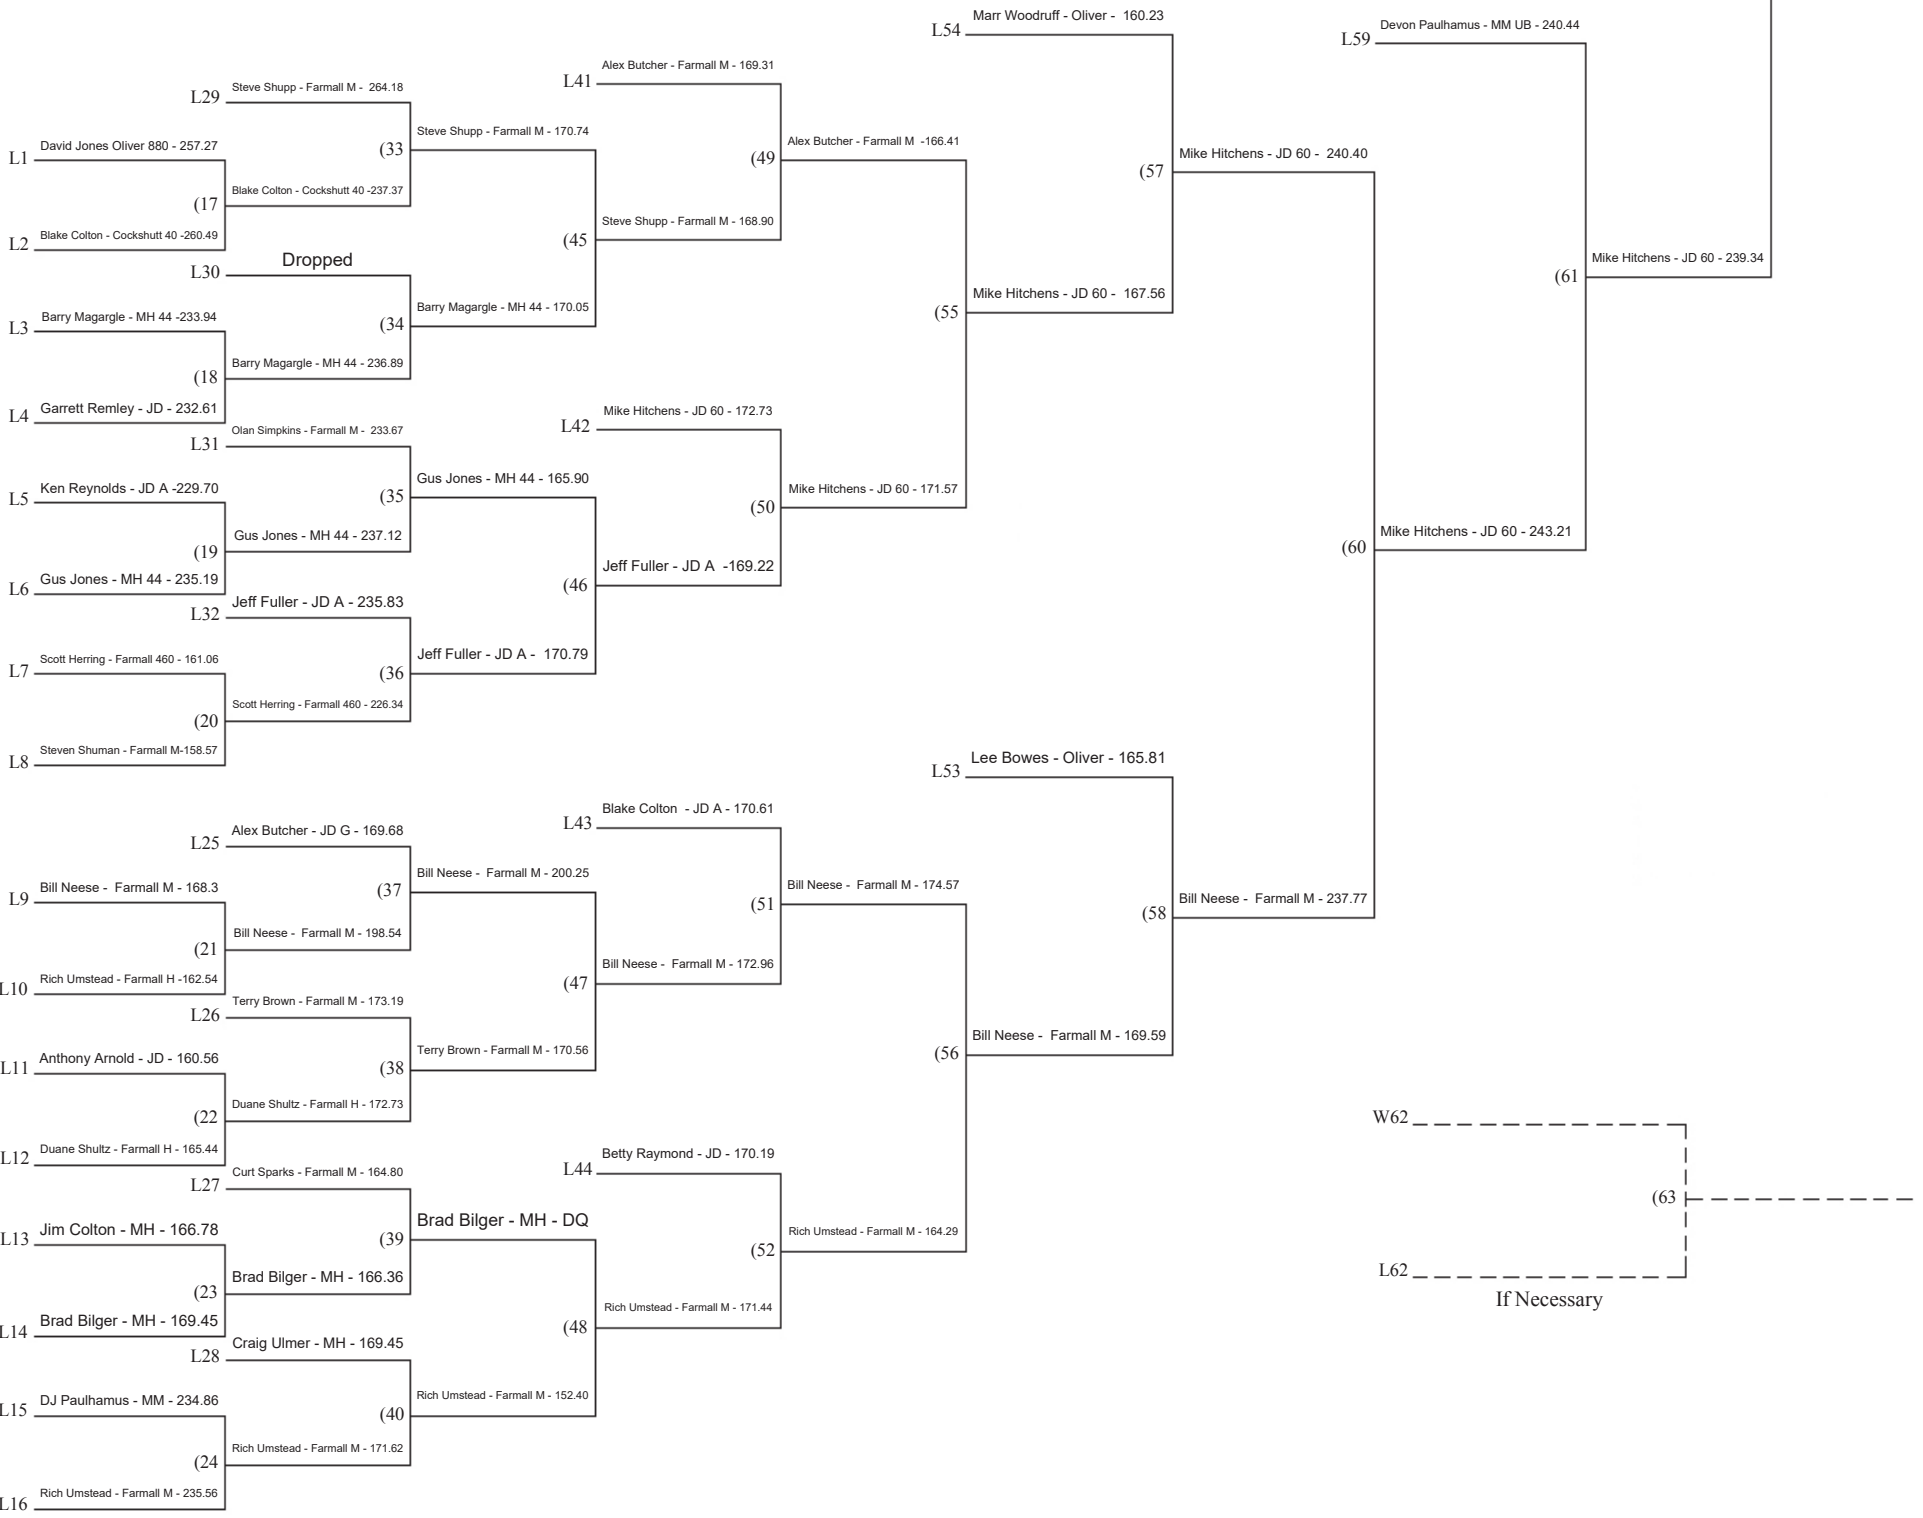 Marr Woodruff - Oliver - 160.23
L54
Devon Paulhamus - MM UB - 240.44
L59
Alex Butcher - Farmall M - 169.31
L41
Steve Shupp - Farmall M - 264.18
L29
Steve Shupp - Farmall M - 170.74
(33
David Jones Oliver 880 - 257.27
L1
Alex Butcher - Farmall M -166.41
(49
Mike Hitchens - JD 60 - 240.40
(57
Blake Colton - Cockshutt 40 -237.37
(17
Blake Colton - Cockshutt 40 -260.49
L2
Steve Shupp - Farmall M - 168.90
(45
Dropped
L30
Mike Hitchens - JD 60 - 239.34
(61
Mike Hitchens - JD 60 - 167.56
(55
Barry Magargle - MH 44 - 170.05
(34
Barry Magargle - MH 44 -233.94
L3
Barry Magargle - MH 44 - 236.89
(18
Garrett Remley - JD - 232.61
L4
Mike Hitchens - JD 60 - 172.73
L42
Olan Simpkins - Farmall M - 233.67
L31
Gus Jones - MH 44 - 165.90
(35
Ken Reynolds - JD A -229.70
L5
Mike Hitchens - JD 60 - 171.57
(50
Gus Jones - MH 44 - 237.12
(19
Mike Hitchens - JD 60 - 243.21
(60
Jeff Fuller - JD A -169.22
(46
Gus Jones - MH 44 - 235.19
L6
Jeff Fuller - JD A - 235.83
L32
Jeff Fuller - JD A - 170.79
(36
Scott Herring - Farmall 460 - 161.06
L7
Scott Herring - Farmall 460 - 226.34
(20
Steven Shuman - Farmall M-158.57
L8
Lee Bowes - Oliver - 165.81
L53
Blake Colton - JD A - 170.61
L43
Alex Butcher - JD G - 169.68
L25
Bill Neese - Farmall M - 200.25
(37
Bill Neese - Farmall M - 168.3
L9
Bill Neese - Farmall M - 174.57
(51
Bill Neese - Farmall M - 237.77
(58
Bill Neese - Farmall M - 198.54
(21
Bill Neese - Farmall M - 172.96
(47
Rich Umstead - Farmall H -162.54
L10
Terry Brown - Farmall M - 173.19
L26
Bill Neese - Farmall M - 169.59
(56
Terry Brown - Farmall M - 170.56
(38
Anthony Arnold - JD - 160.56
L11
Duane Shultz - Farmall H - 172.73
(22
W62
Duane Shultz - Farmall H - 165.44
L12
Betty Raymond - JD - 170.19
L44
Curt Sparks - Farmall M - 164.80
L27
(63
Brad Bilger - MH - DQ
(39
Jim Colton - MH - 166.78
L13
Rich Umstead - Farmall M - 164.29
(52
Brad Bilger - MH - 166.36
(23
L62
If Necessary
Rich Umstead - Farmall M - 171.44
(48
Brad Bilger - MH - 169.45
L14
Craig Ulmer - MH - 169.45
L28
Rich Umstead - Farmall M - 152.40
(40
DJ Paulhamus - MM - 234.86
L15
Rich Umstead - Farmall M - 171.62
(24
Rich Umstead - Farmall M - 235.56
L16